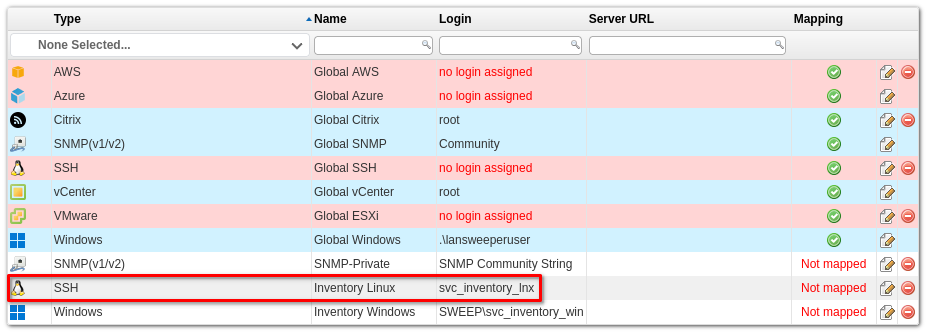 Type Name Login Server URL Mapping
None Selected...
AWS Global AWS no login assigned
Azure Global Azure no login assigned
Citrix Global Citrix root
SNMP(v1/v2) Global SNMP Community
SSH Global SSH no login assigned
vCenter Global vCenter root
VMware Global ESXi no login assigned
Windows Global Windows .\lansweeperuser
SNMP(v1/v2) SNMP-Private SNMP Community String Not mapped
SSH Inventory Linux svc_inventory_lnx Not mapped
Windows Inventory Windows SWEEP\svc_inventory_win Not mapped